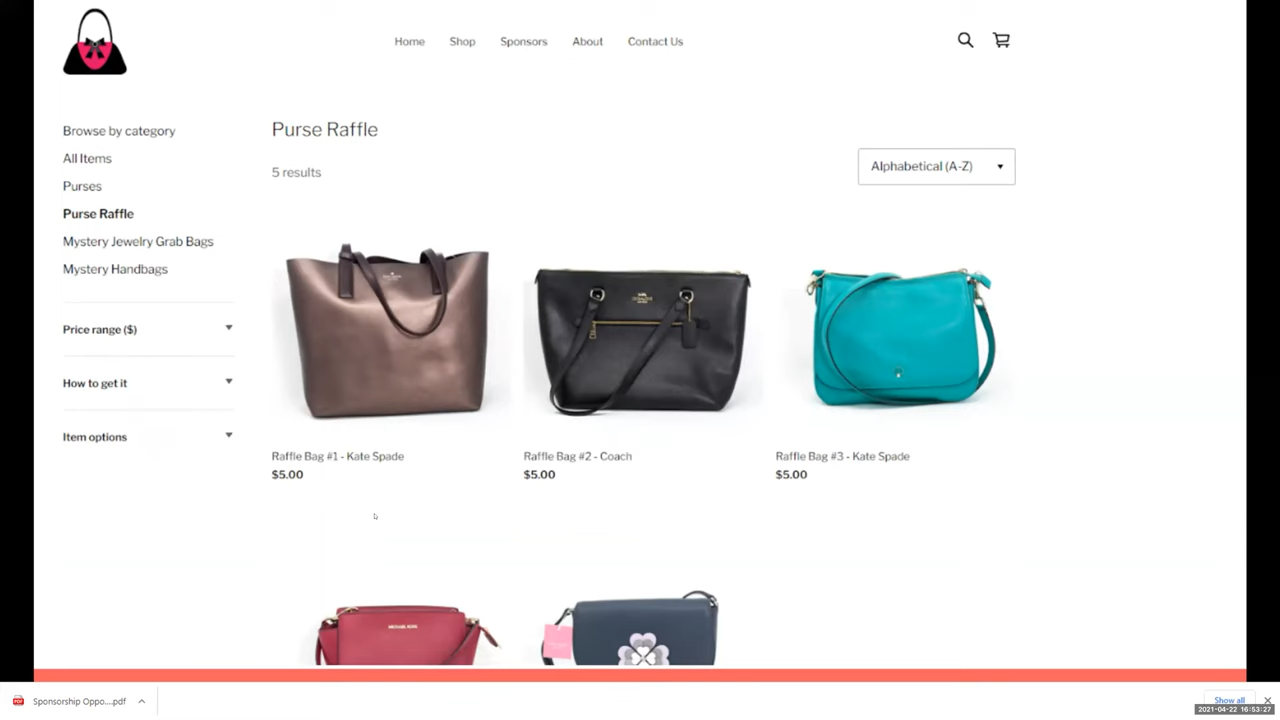 Home Shop Sponsors About Contact Us
Browse by category
All Items
Purses
Purse Raffle
Mystery Jewelry Grab Bags
Mystery Handbags
Price range ($)
How to get it
Item options
Purse Raffle
5 results
Alphabetical (A-Z)
Raffle Bag #1 - Kate Spade
$5.00
Raffle Bag #2 - Coach
$5.00
Raffle Bag #3 - Kate Spade
$5.00
MICHAEL KORS
Sponsorship Oppo....pdf
Show all
2021-04-22 16:53:27